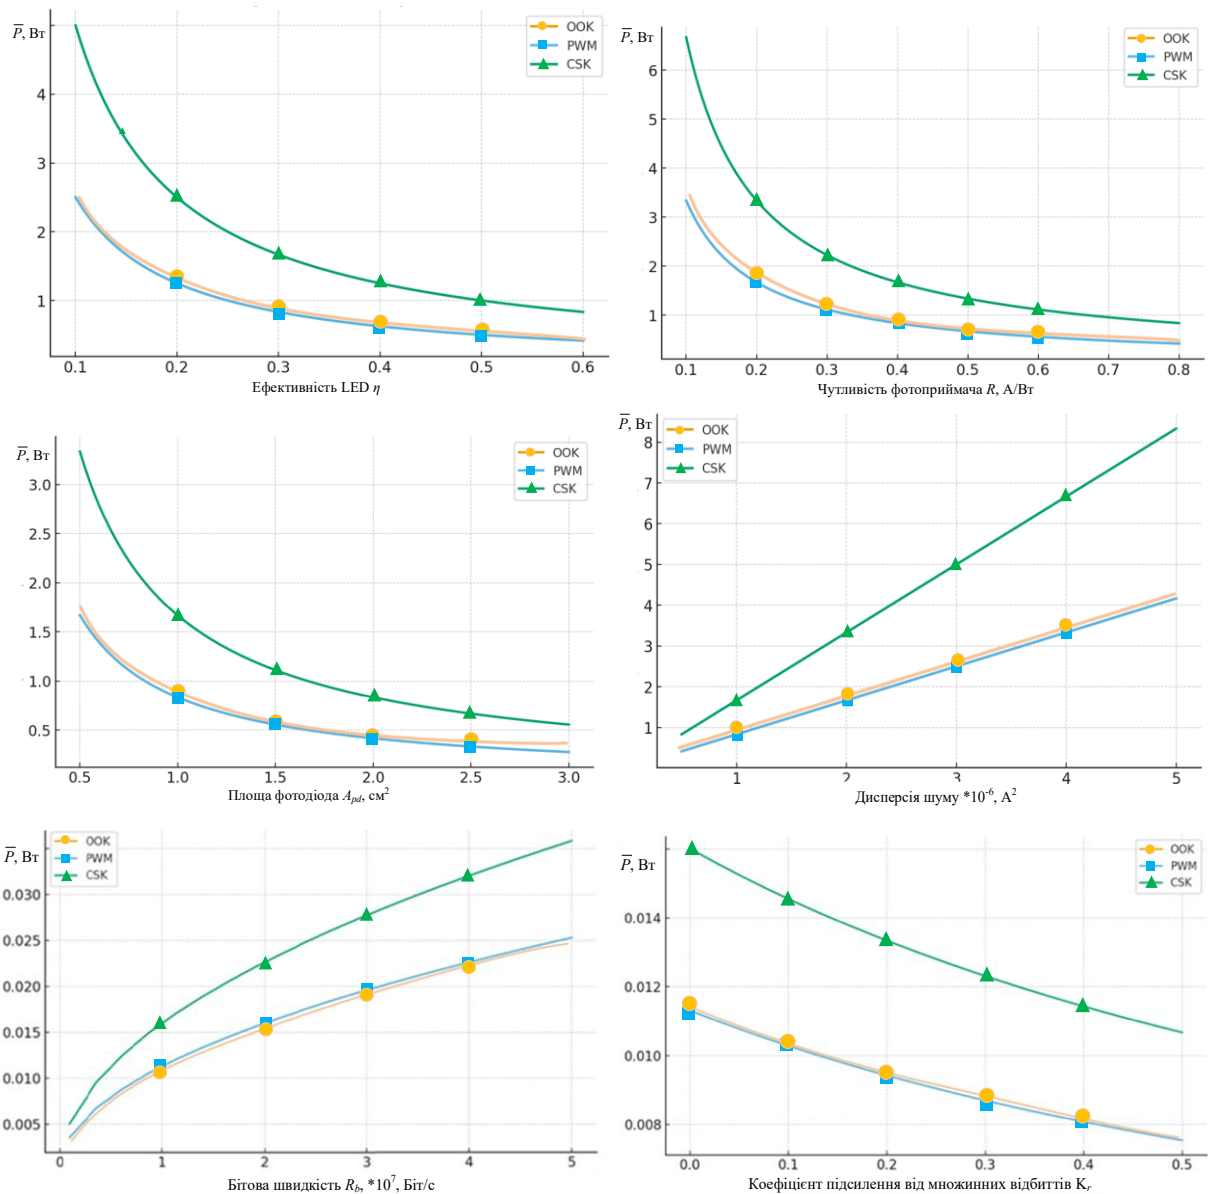 P̅, Вт
OOK
PWM
CSK
4
3
2
1
0.1 0.2 0.3 0.4 0.5 0.6
Ефективність LED η
P̅, Вт
OOK
PWM
CSK
6
5
4
3
2
1
0.1 0.2 0.3 0.4 0.5 0.6 0.7 0.8
Чутливість фотоприймача R, А/Вт
P̅, Вт
OOK
PWM
CSK
3.0
2.5
2.0
1.5
1.0
0.5
0.5 1.0 1.5 2.0 2.5 3.0
Площа фотодіода Apd, см²
P̅, Вт
OOK
PWM
CSK
8
7
6
5
4
3
2
1
1 2 3 4 5
Дисперсія шуму *10⁻⁶, А²
P̅, Вт
OOK
PWM
CSK
0.030
0.025
0.020
0.015
0.010
0.005
0 1 2 3 4 5
Бітова швидкість Rb, *10⁷, Біт/с
P̅, Вт
OOK
PWM
CSK
0.014
0.012
0.010
0.008
0.0 0.1 0.2 0.3 0.4 0.5
Коефіцієнт підсилення від множинних відбиттів Kr